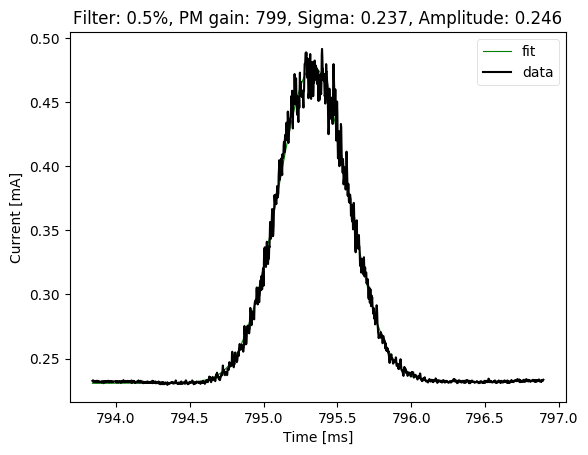 Filter: 0.5%, PM gain: 799, Sigma: 0.237, Amplitude: 0.246
fit
data
0.50
0.45
0.40
0.35
0.30
0.25
Current [mA]
794.0 794.5 795.0 795.5 796.0 796.5 797.0
Time [ms]